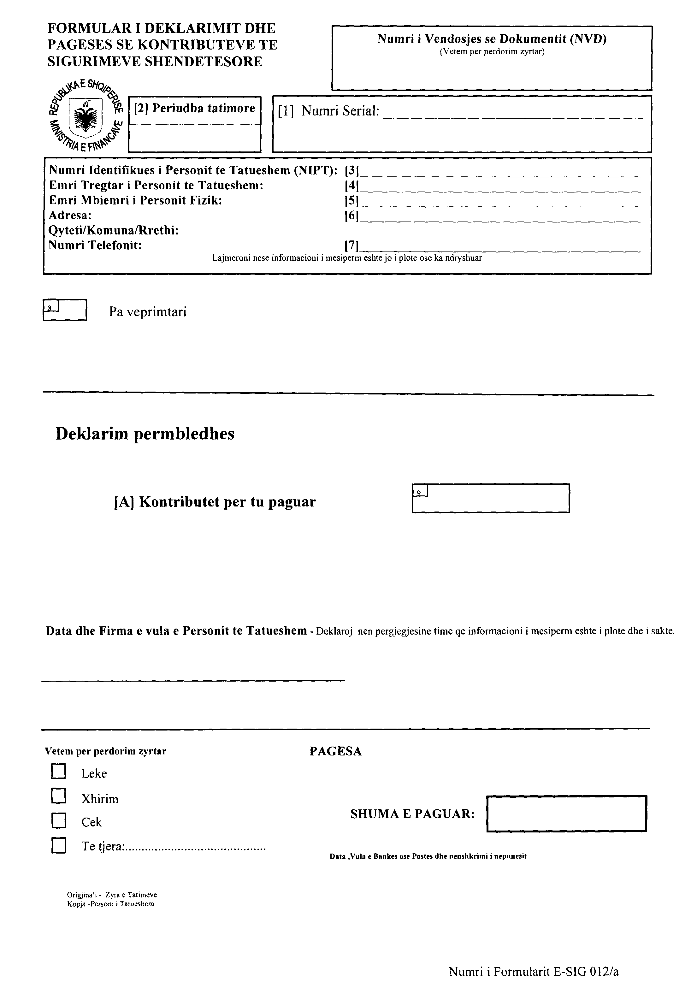 FORMULAR I DEKLARIMIT DHE
PAGESES SE KONTRIBUTEVE TE
SIGURIMEVE SHENDETESORE
Numri i Vendosjes se Dokumentit (NVD)
(Vetem per perdorim zyrtar)
REPUBLIKA E SHQIPERISE
MINISTRIA E FINANCAVE
[2] Periudha tatimore
[1] Numri Serial:
Numri Identifikues i Personit te Tatueshem (NIPT): [3]
Emri Tregtar i Personit te Tatueshem: [4]
Emri Mbiemri i Personit Fizik: [5]
Adresa: [6]
Qyteti/Komuna/Rrethi:
Numri Telefonit: [7]
Lajmeroni nese informacioni i mesiperm eshte jo i plote ose ka ndryshuar
8 Pa veprimtari
Deklarim permbledhes
[A] Kontributet per tu paguar 9
Data dhe Firma e vula e Personit te Tatueshem - Deklaroj nen pergjegjesine time qe informacioni i mesiperm eshte i plote dhe i sakte.
Vetem per perdorim zyrtar
PAGESA
Leke
Xhirim
Cek
Te tjera:...........................................
SHUMA E PAGUAR:
Data ,Vula e Bankes ose Postes dhe nenshkrimi i nepunesit
Origjinali - Zyra e Tatimeve
Kopja -Personi i Tatueshem
Numri i Formularit E-SIG 012/a